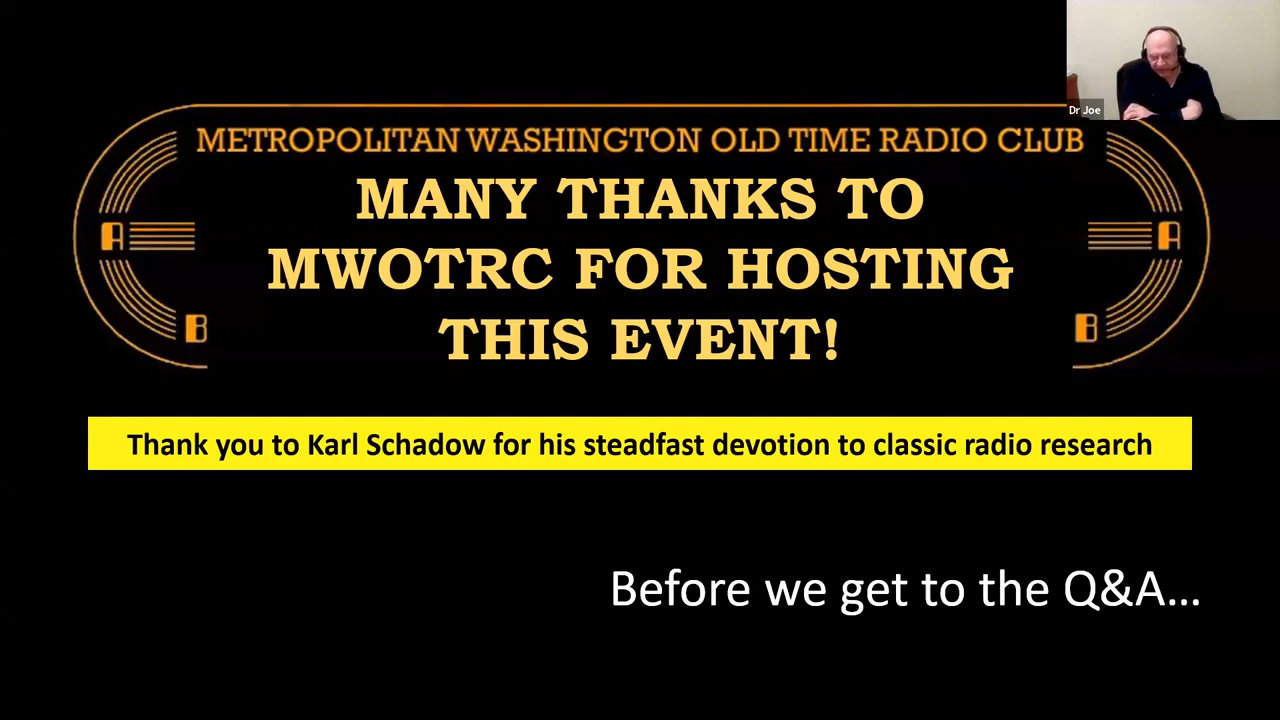 Dr Joe
METROPOLITAN WASHINGTON OLD TIME RADIO CLUB
MANY THANKS TO
MWOTRC FOR HOSTING
THIS EVENT!
A
A
B
B
Thank you to Karl Schadow for his steadfast devotion to classic radio research
Before we get to the Q&A...